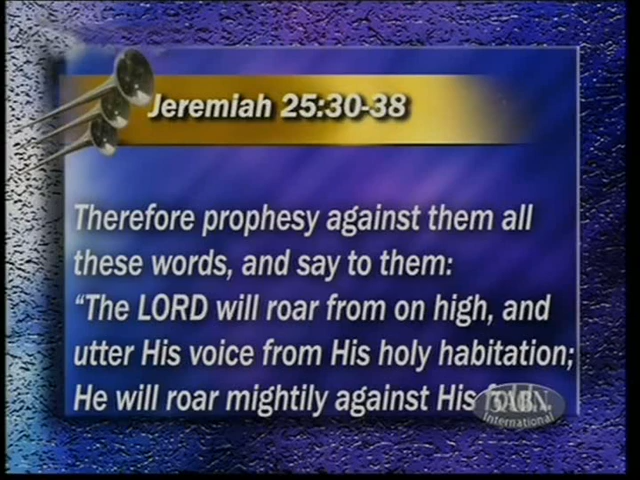 Jeremiah 25:30-38
Therefore prophesy against them all
these words, and say to them:
“The LORD will roar from on high, and
utter His voice from His holy habitation;
He will roar mightily against His
3ABN
International